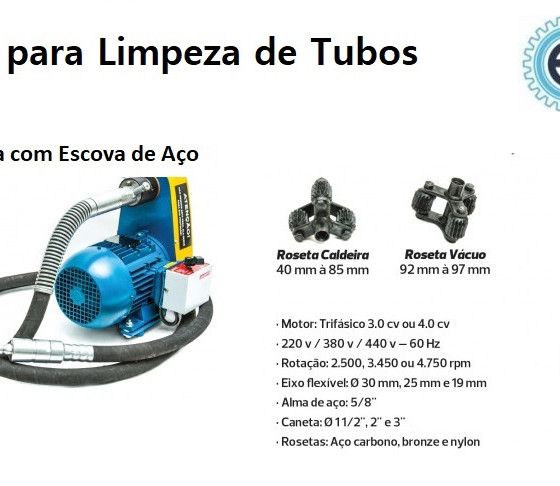 para Limpeza de Tubos
a com Escova de Aço
ATENÇÃO!
Roseta Caldeira
40 mm à 85 mm
Roseta Vácuo
92 mm à 97 mm
· Motor: Trifásico 3.0 cv ou 4.0 cv
· 220 v / 380 v / 440 v – 60 Hz
· Rotação: 2.500, 3.450 ou 4.750 rpm
· Eixo flexível: Ø 30 mm, 25 mm e 19 mm
· Alma de aço: 5/8"
· Caneta: Ø 1 1/2", 2" e 3"
· Rosetas: Aço carbono, bronze e nylon